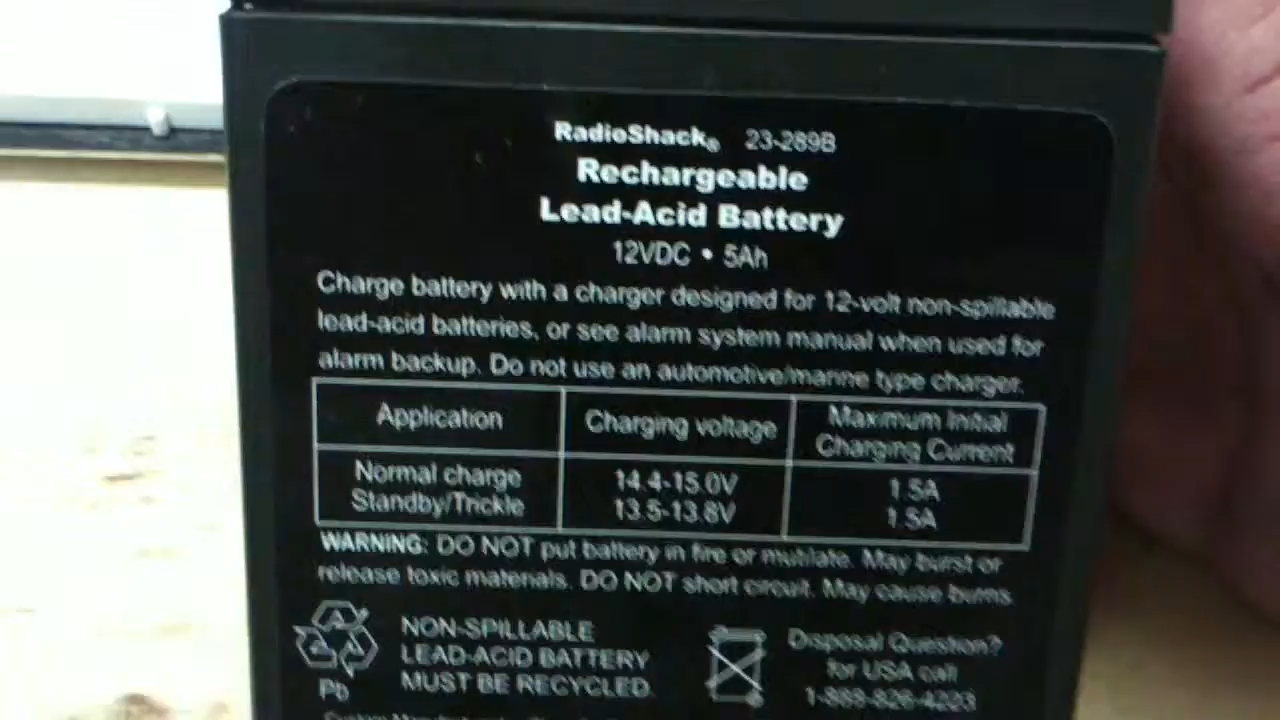 RadioShack® 23-289B
Rechargeable
Lead-Acid Battery
12VDC • 5Ah
Charge battery with a charger designed for 12-volt non-spillable
lead-acid batteries, or see alarm system manual when used for
alarm backup. Do not use an automotive/marine type charger.
Application Charging voltage Maximum Initial Charging Current
Normal charge 14.4-15.0V 1.5A
Standby/Trickle 13.5-13.8V 1.5A
WARNING: DO NOT put battery in fire or mutilate. May burst or
release toxic materials. DO NOT short circuit. May cause burns.
NON-SPILLABLE
LEAD-ACID BATTERY
MUST BE RECYCLED.
Pb
Disposal Question?
for USA call
1-888-826-4223